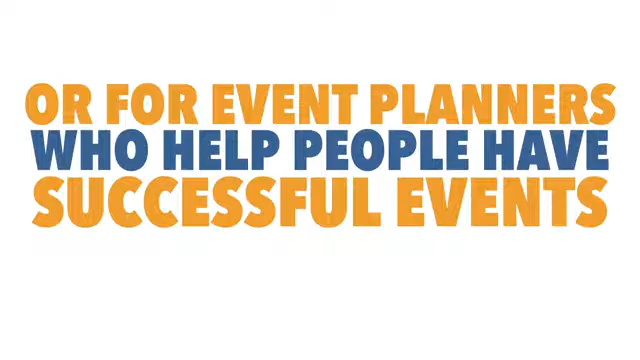 OR FOR EVENT PLANNERS
WHO HELP PEOPLE HAVE
SUCCESSFUL EVENTS